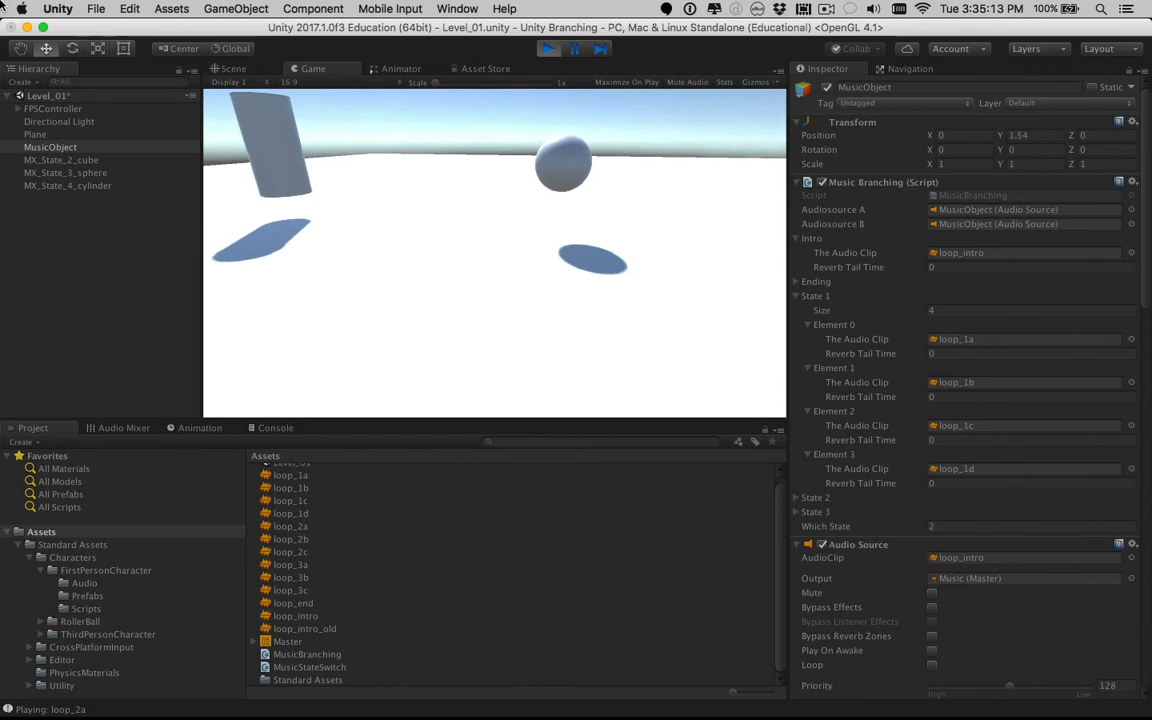 Unity File Edit Assets GameObject Component Mobile Input Window Help Tue 3:35:13 PM 100%
Unity 2017.1.0f3 Education (64bit) - Level_01.unity - Unity Branching - PC, Mac & Linux Standalone (Educational) <OpenGL 4.1>
Center Global Collab Account Layers Layout
Hierarchy Scene Game Animator Asset Store Inspector Navigation
Create All Display 1 16:9 Scale 1x Maximize On Play Mute Audio Stats Gizmos
MusicObject Static
Level_01*
Tag Untagged Layer Default
FPSController
Directional Light
Transform
Plane
Position X 0 Y 1.54 Z 0
MusicObject
Rotation X 0 Y 0 Z 0
MX_State_2_cube
Scale X 1 Y 1 Z 1
MX_State_3_sphere
Music Branching (Script)
MX_State_4_cylinder
Script MusicBranching
Audiosource A MusicObject (Audio Source)
Audiosource B MusicObject (Audio Source)
Intro
The Audio Clip loop_intro
Reverb Tail Time 0
Ending
State 1
Size 4
Element 0
The Audio Clip loop_1a
Reverb Tail Time 0
Element 1
The Audio Clip loop_1b
Reverb Tail Time 0
Element 2
The Audio Clip loop_1c
Reverb Tail Time 0
Element 3
The Audio Clip loop_1d
Reverb Tail Time 0
State 2
State 3
Which State 2
Audio Source
AudioClip loop_intro
Output Music (Master)
Mute
Bypass Effects
Bypass Listener Effects
Bypass Reverb Zones
Play On Awake
Loop
Priority 128
High Low
Project Audio Mixer Animation Console
Create
Favorites
All Materials
All Models
All Prefabs
All Scripts
Assets
Standard Assets
Characters
FirstPersonCharacter
Audio
Prefabs
Scripts
RollerBall
ThirdPersonCharacter
CrossPlatformInput
Editor
PhysicsMaterials
Utility
Assets
Level_01
loop_1a
loop_1b
loop_1c
loop_1d
loop_2a
loop_2b
loop_2c
loop_3a
loop_3b
loop_3c
loop_end
loop_intro
loop_intro_old
Master
MusicBranching
MusicStateSwitch
Standard Assets
Playing: loop_2a